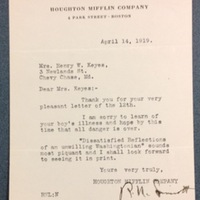 HOUGHTON MIFFLIN COMPANY
4 PARK STREET · BOSTON
April 14, 1919.
Mrs. Henry W. Keyes,
3 Newlands St.
Chevy Chase, Md.
Dear Mrs. Keyes:-
Thank you for your very
pleasant letter of the 12th.
I am sorry to learn of
your boy's illness and hope by this
time that all danger is over.
"Dissatisfied Reflections
of an unwilling Washingtonian" sounds
most piquant and I shall look forward
to seeing it in print.
Yours very truly,
HOUGHTON MIFFLIN COMPANY